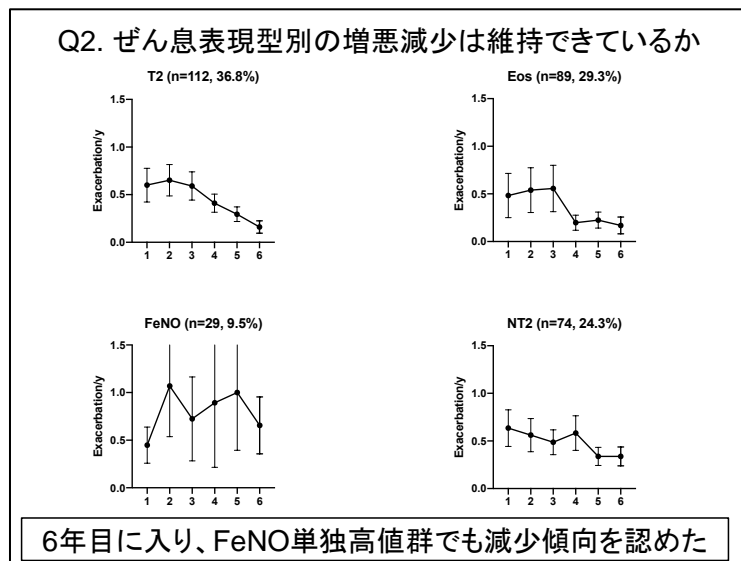 Q2. ぜん息表現型別の増悪減少は維持できているか
T2 (n=112, 36.8%)
Exacerbation/y
1.5
1.0
0.5
0.0
1 2 3 4 5 6
Eos (n=89, 29.3%)
Exacerbation/y
1.5
1.0
0.5
0.0
1 2 3 4 5 6
FeNO (n=29, 9.5%)
Exacerbation/y
1.5
1.0
0.5
0.0
1 2 3 4 5 6
NT2 (n=74, 24.3%)
Exacerbation/y
1.5
1.0
0.5
0.0
1 2 3 4 5 6
6年目に入り、FeNO単独高値群でも減少傾向を認めた